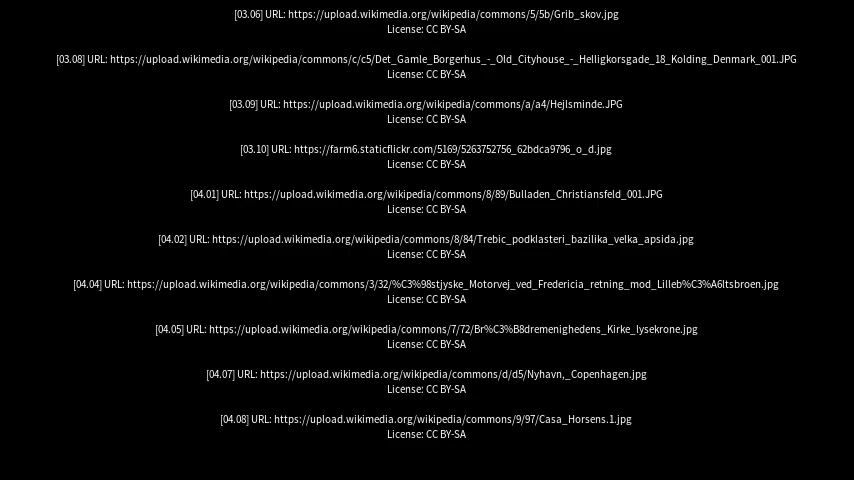 [03.06] URL: https://upload.wikimedia.org/wikipedia/commons/5/5b/Grib_skov.jpg
License: CC BY-SA
[03.08] URL: https://upload.wikimedia.org/wikipedia/commons/c/c5/Det_Gamle_Borgerhus_-_Old_Cityhouse_-_Helligkorsgade_18_Kolding_Denmark_001.JPG
License: CC BY-SA
[03.09] URL: https://upload.wikimedia.org/wikipedia/commons/a/a4/Hejlsminde.JPG
License: CC BY-SA
[03.10] URL: https://farm6.staticflickr.com/5169/5263752756_62bdca9796_o_d.jpg
License: CC BY-SA
[04.01] URL: https://upload.wikimedia.org/wikipedia/commons/8/89/Bulladen_Christiansfeld_001.JPG
License: CC BY-SA
[04.02] URL: https://upload.wikimedia.org/wikipedia/commons/8/84/Trebic_podklasteri_bazilika_velka_apsida.jpg
License: CC BY-SA
[04.04] URL: https://upload.wikimedia.org/wikipedia/commons/3/32/%C3%98stjyske_Motorvej_ved_Fredericia_retning_mod_Lilleb%C3%A6ltsbroen.jpg
License: CC BY-SA
[04.05] URL: https://upload.wikimedia.org/wikipedia/commons/7/72/Br%C3%B8dremenighedens_Kirke_lysekrone.jpg
License: CC BY-SA
[04.07] URL: https://upload.wikimedia.org/wikipedia/commons/d/d5/Nyhavn,_Copenhagen.jpg
License: CC BY-SA
[04.08] URL: https://upload.wikimedia.org/wikipedia/commons/9/97/Casa_Horsens.1.jpg
License: CC BY-SA